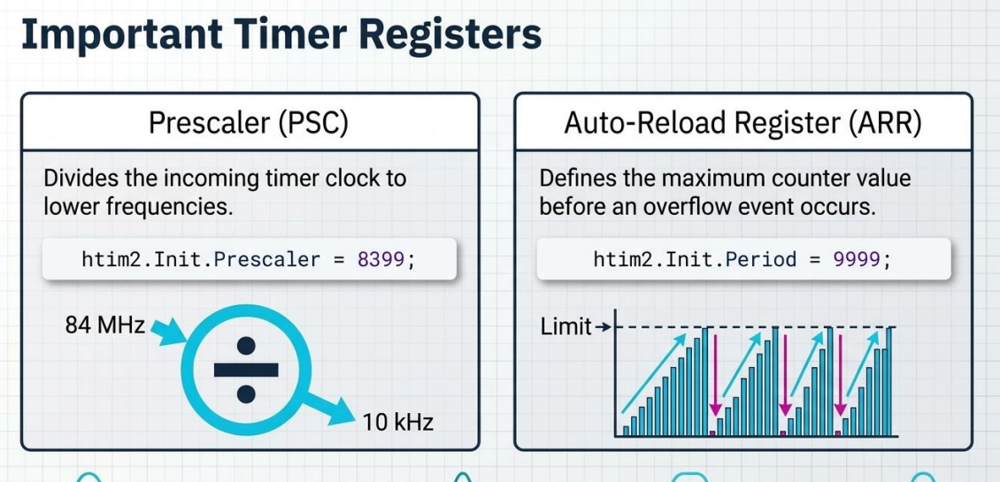 Important Timer Registers
Prescaler (PSC)
Divides the incoming timer clock to
lower frequencies.
htim2.Init.Prescaler = 8399;
84 MHz
10 kHz
Auto-Reload Register (ARR)
Defines the maximum counter value
before an overflow event occurs.
htim2.Init.Period = 9999;
Limit